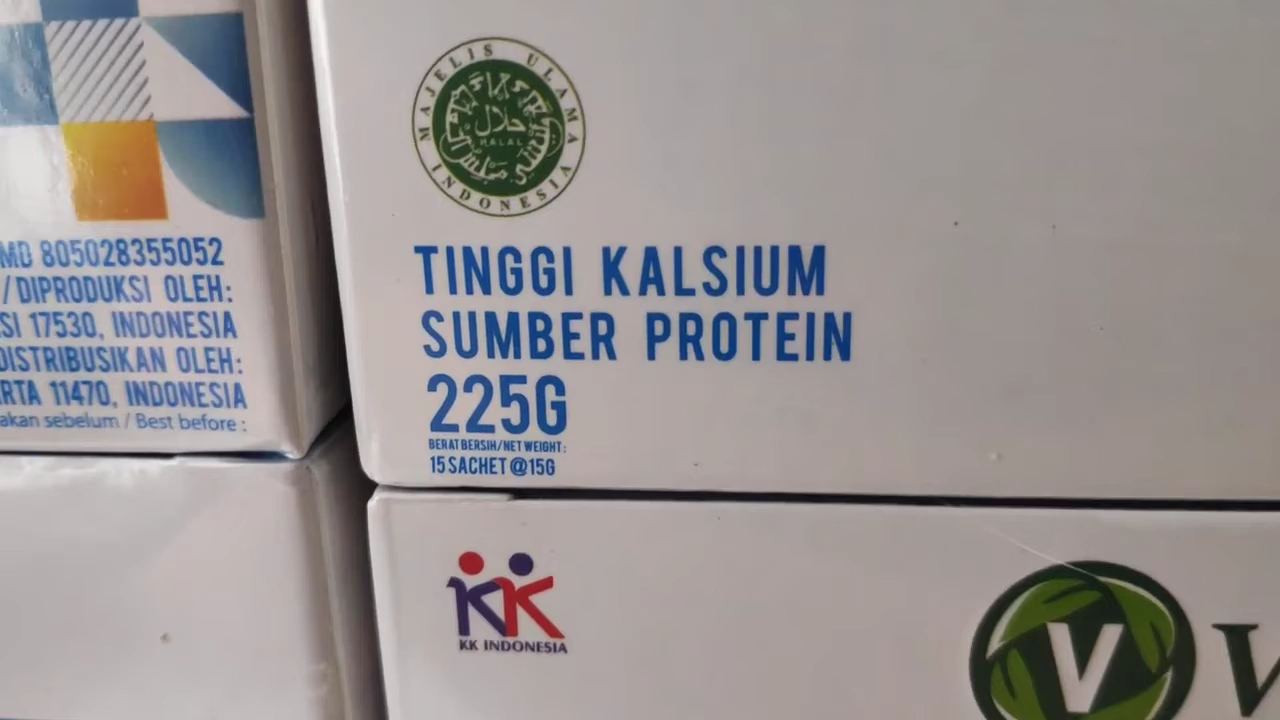 MD 805028355052
/DIPRODUKSI OLEH:
SI 17530, INDONESIA
DISTRIBUSIKAN OLEH:
RTA 11470, INDONESIA
akan sebelum / Best before :
MAJELIS ULAMA
حلال
HALAL
INDONESIA
TINGGI KALSIUM
SUMBER PROTEIN
225G
BERAT BERSIH/NET WEIGHT:
15 SACHET @15G
KK
KK INDONESIA
V